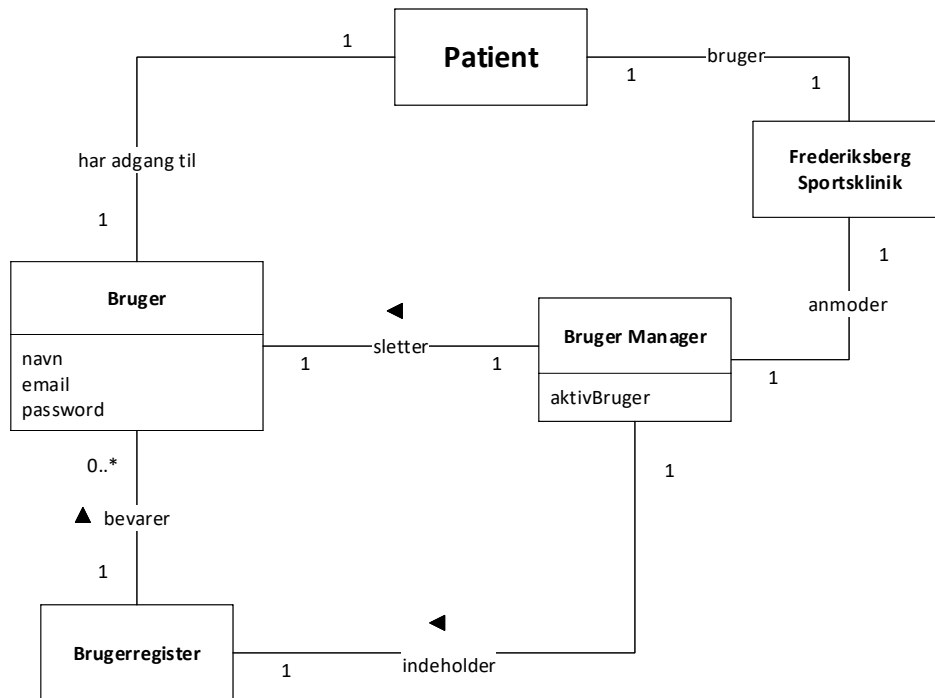 1
Patient
bruger
1
1
har adgang til
Frederiksberg
Sportsklinik
1
1
Bruger
anmoder
Bruger Manager
sletter
navn
1
1
1
email
aktivBruger
password
0..*
1
bevarer
1
Brugerregister
1
indeholder